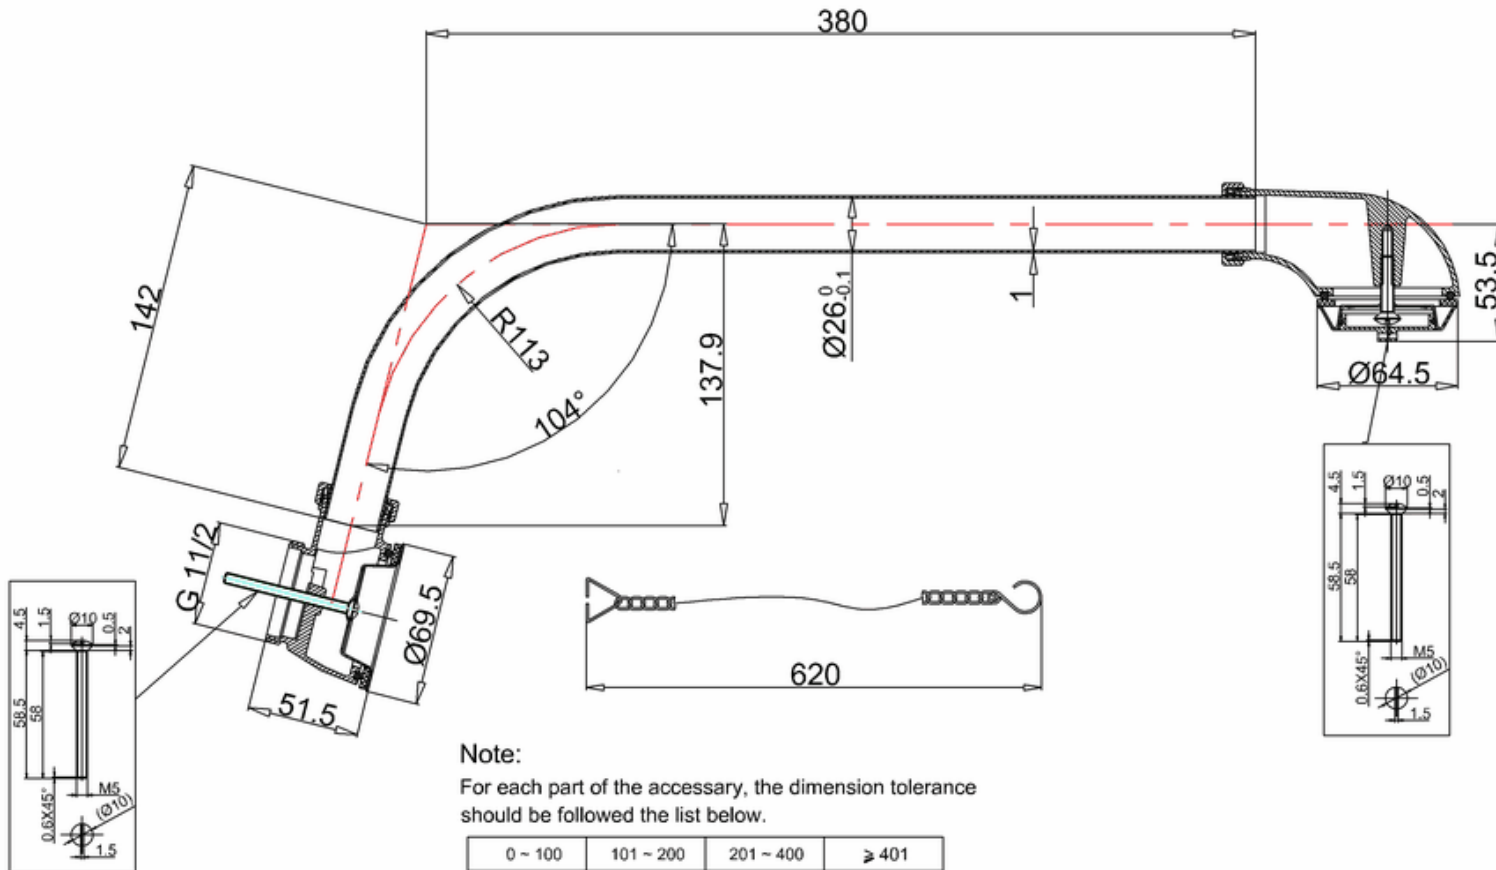 380
142
R113
104°
137.9
Ø26 0 -0.1
1
53.5
Ø64.5
G 11/2
Ø69.5
51.5
620
4.5
1.5
Ø10
0.5
2
58.5
58
M5
0.6X45°
(Ø10)
1.5
4.5
1.5
Ø10
0.5
2
58.5
58
M5
0.6X45°
(Ø10)
1.5
Note:
For each part of the accessary, the dimension tolerance
should be followed the list below.
0 ~ 100 101 ~ 200 201 ~ 400 ⩾ 401